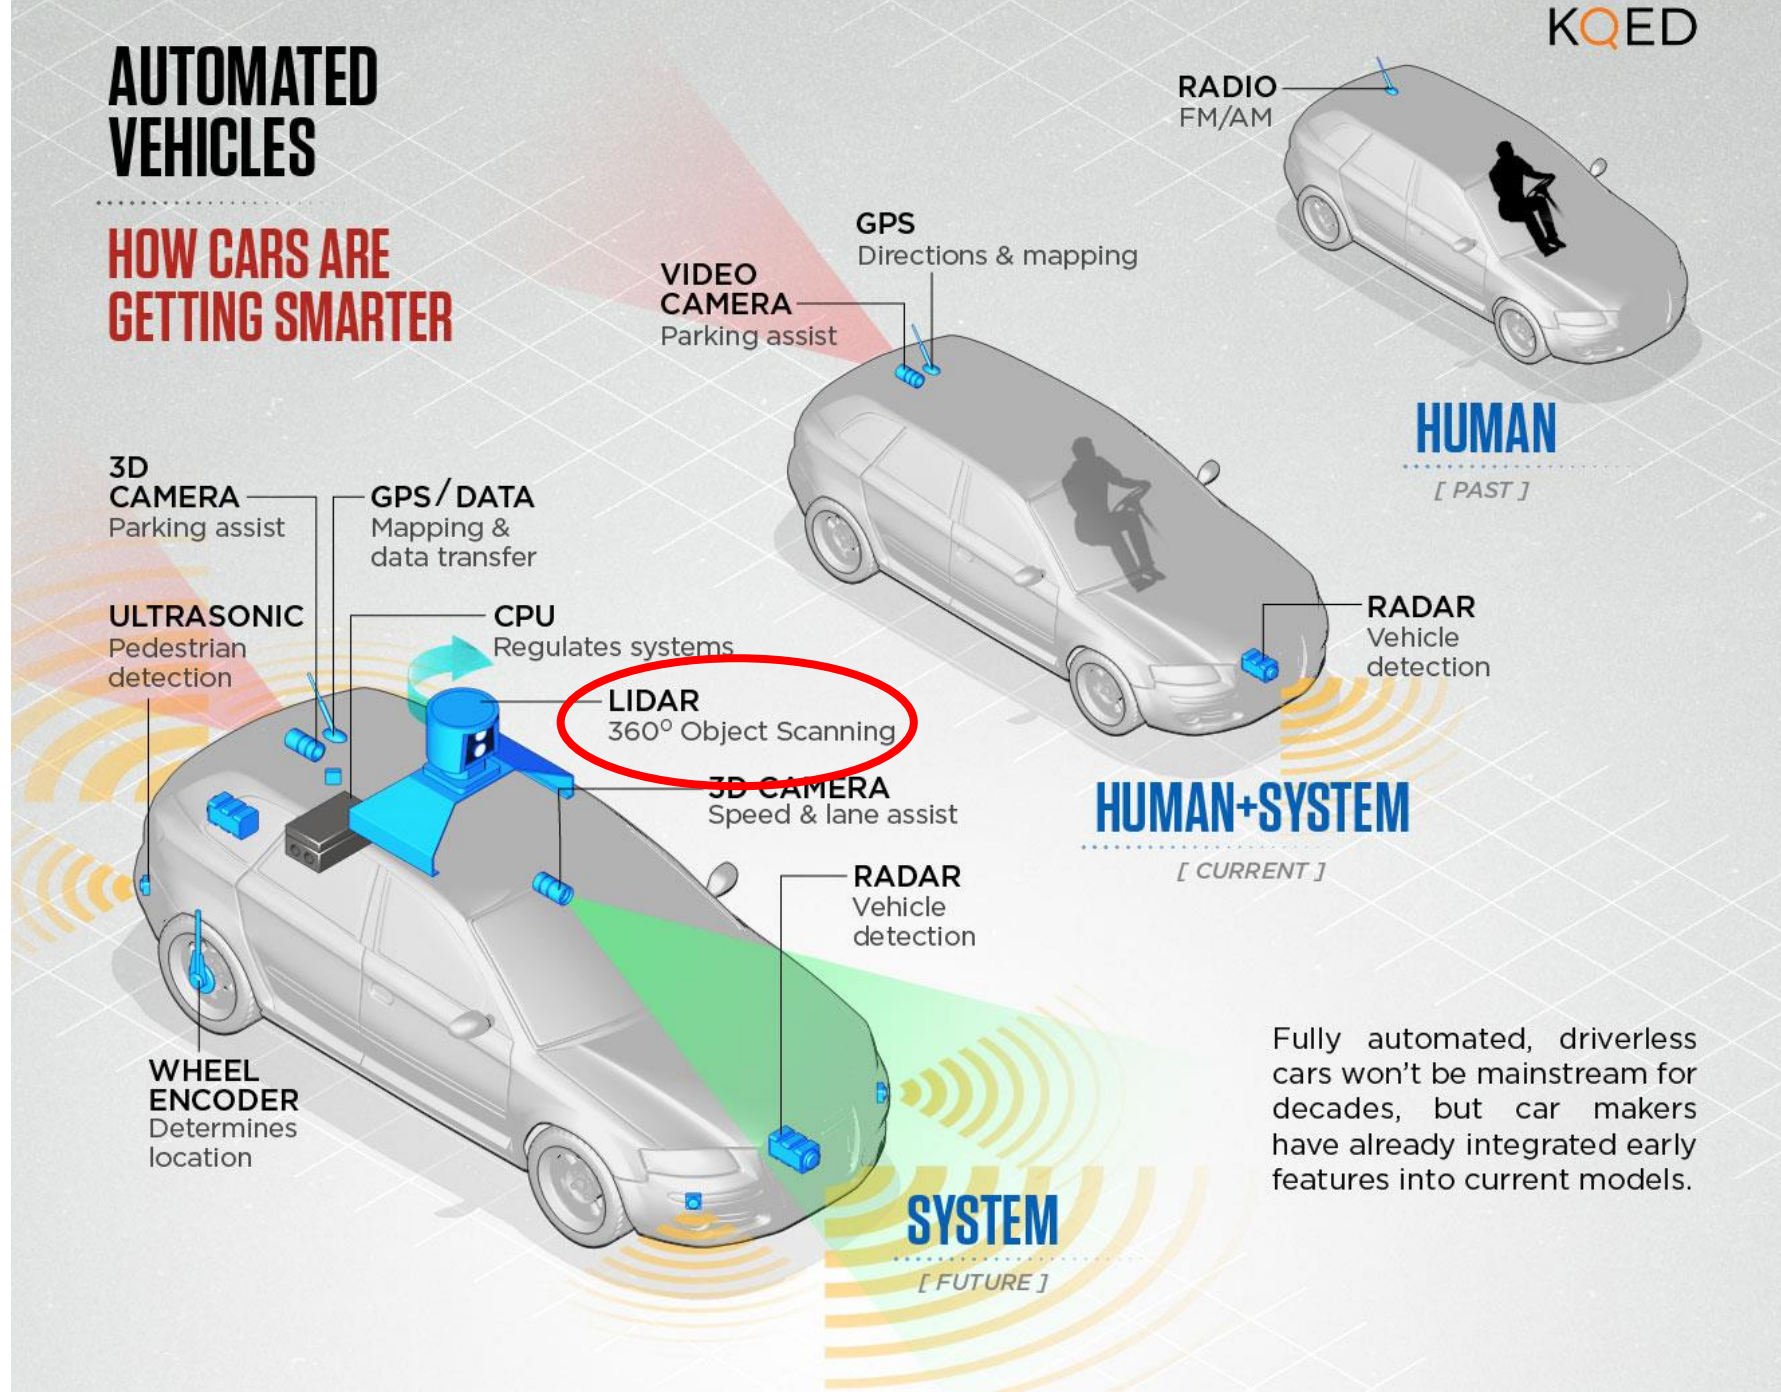 KQED
AUTOMATED
VEHICLES
HOW CARS ARE
GETTING SMARTER
RADIO
FM/AM
HUMAN
[ PAST ]
GPS
Directions & mapping
VIDEO
CAMERA
Parking assist
RADAR
Vehicle
detection
HUMAN+SYSTEM
[ CURRENT ]
3D
CAMERA
Parking assist
GPS/DATA
Mapping &
data transfer
ULTRASONIC
Pedestrian
detection
CPU
Regulates systems
LIDAR
360⁰ Object Scanning
3D CAMERA
Speed & lane assist
RADAR
Vehicle
detection
WHEEL
ENCODER
Determines
location
SYSTEM
[ FUTURE ]
Fully automated, driverless
cars won't be mainstream for
decades, but car makers
have already integrated early
features into current models.